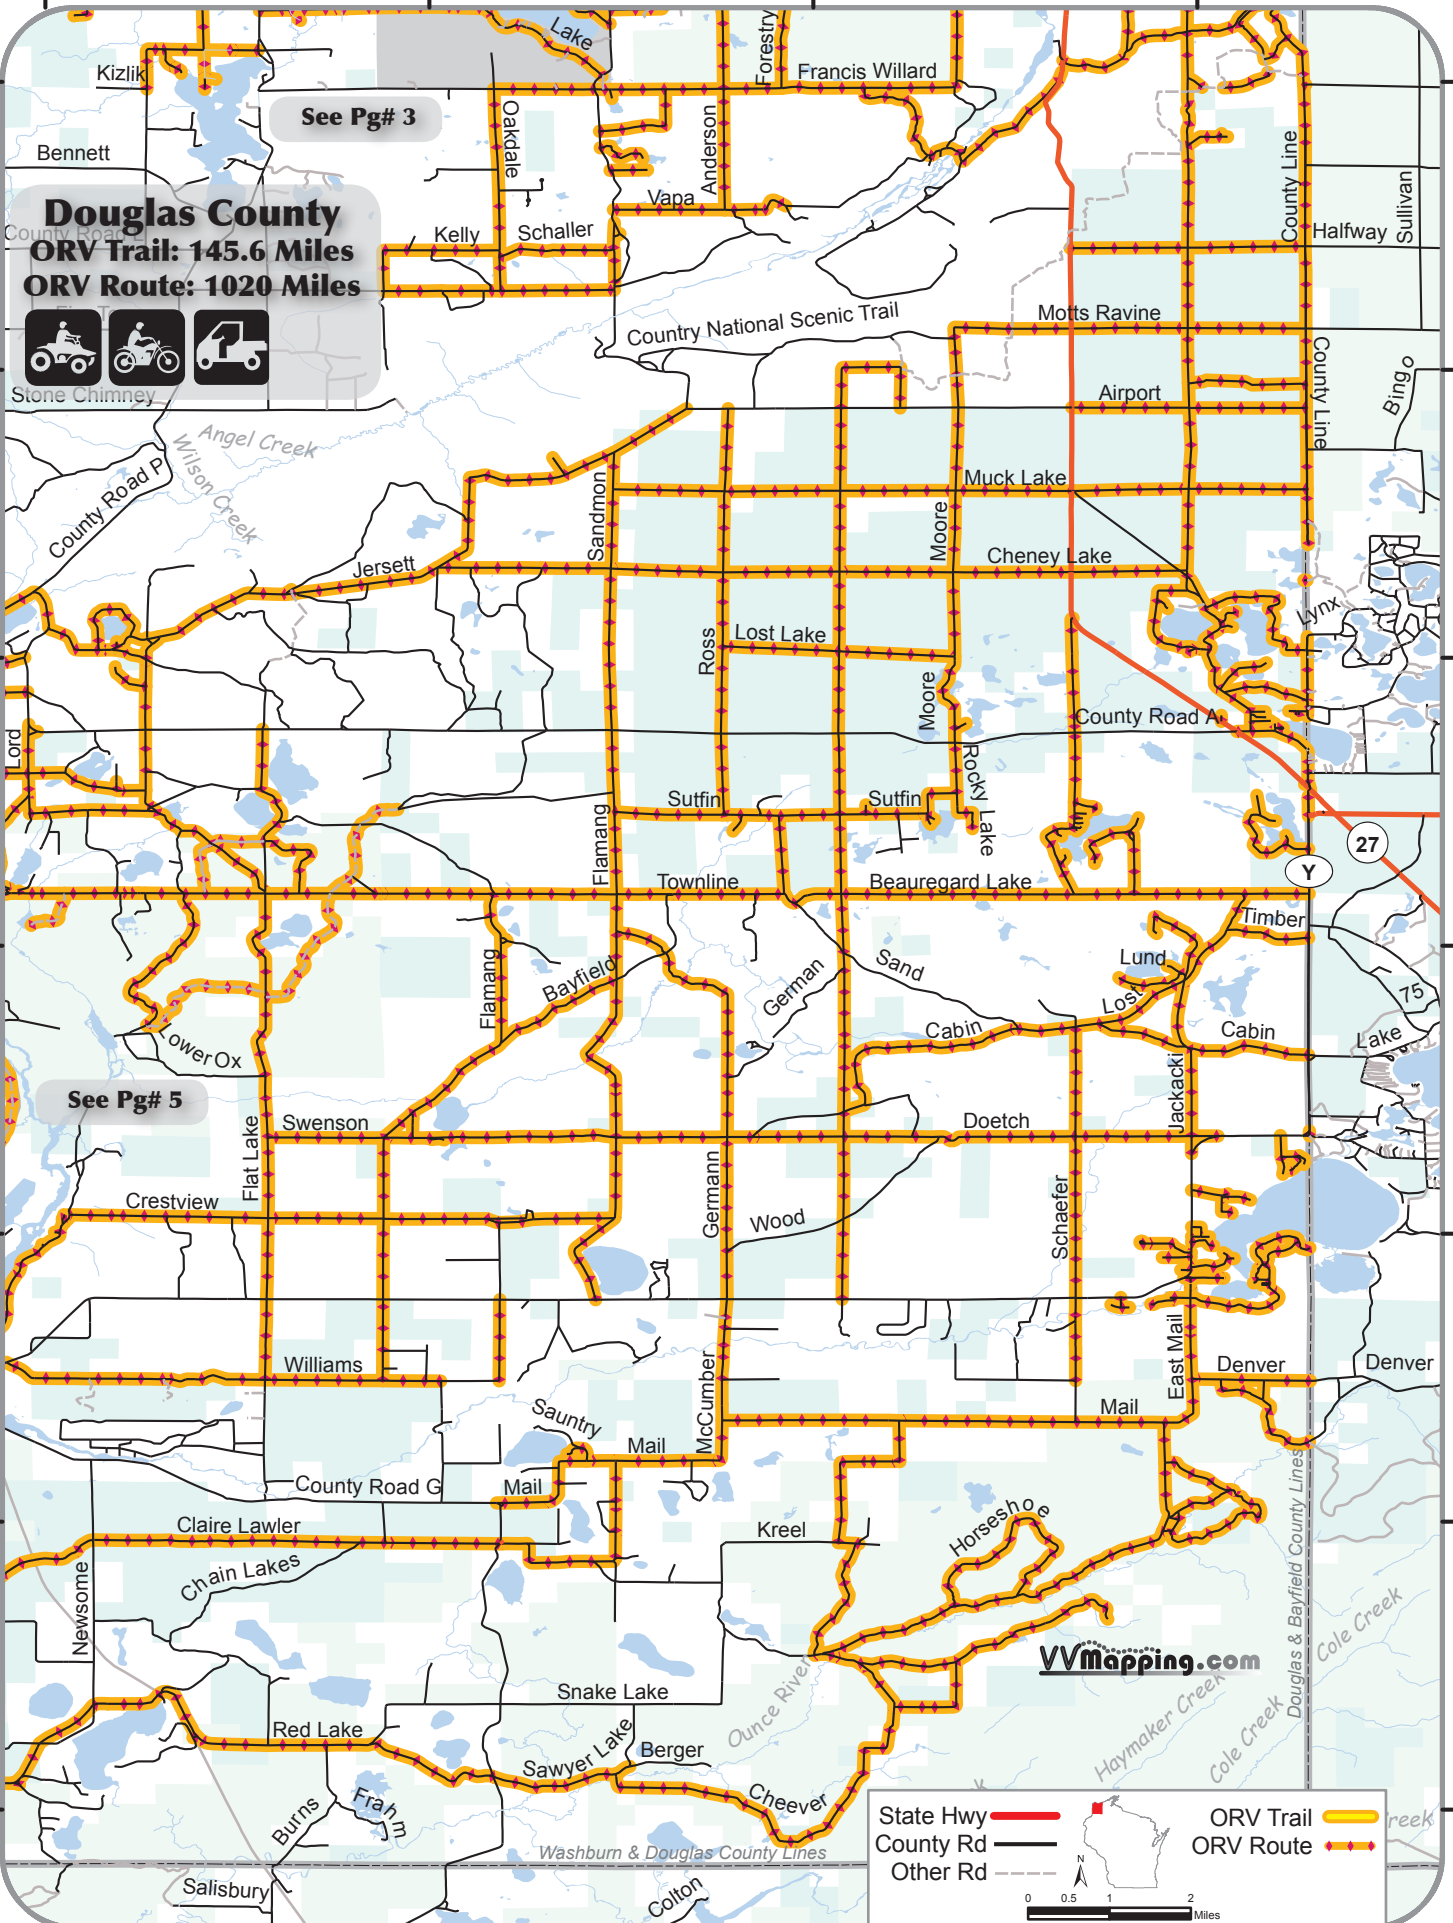 Lake
Forestry
Kizlik
Francis Willard
See Pg# 3
Oakdale
Anderson
Bennett
County Line
Sullivan
Vapa
Douglas County
County Road L
ORV Trail: 145.6 Miles
ORV Route: 1020 Miles
Kelly
Schaller
Halfway
Country National Scenic Trail
Motts Ravine
County Line
Bingo
Stone Chimney
Airport
Angel Creek
Wilson Creek
County Road P
Sandmon
Muck Lake
Moore
Cheney Lake
Jersett
Lynx
Ross
Lost Lake
Moore
County Road A
Lord
Rocky Lake
Sutfin
Sutfin
Flamang
27
Y
Townline
Beauregard Lake
Timber
Flamang
Bayfield
German
Sand
Lund
Lost
75
Cabin
Cabin
Lake
Lower Ox
Jackacki
See Pg# 5
Swenson
Doetch
Flat Lake
Germann
Schaefer
Crestview
Wood
Williams
McCumber
East Mail
Denver
Denver
Mail
Sauntry
Mail
County Road G
Mail
Claire Lawler
Kreel
Horseshoe
Chain Lakes
Newsome
Douglas & Bayfield County Lines
Cole Creek
VVMapping.com
Snake Lake
Ounce River
Haymaker Creek
Cole Creek
Red Lake
Sawyer Lake
Berger
Cheever
Burns
Frahm
Washburn & Douglas County Lines
Salisbury
Colton
State Hwy
County Rd
Other Rd
N
ORV Trail
ORV Route
reek
0 0.5 1 2
Miles